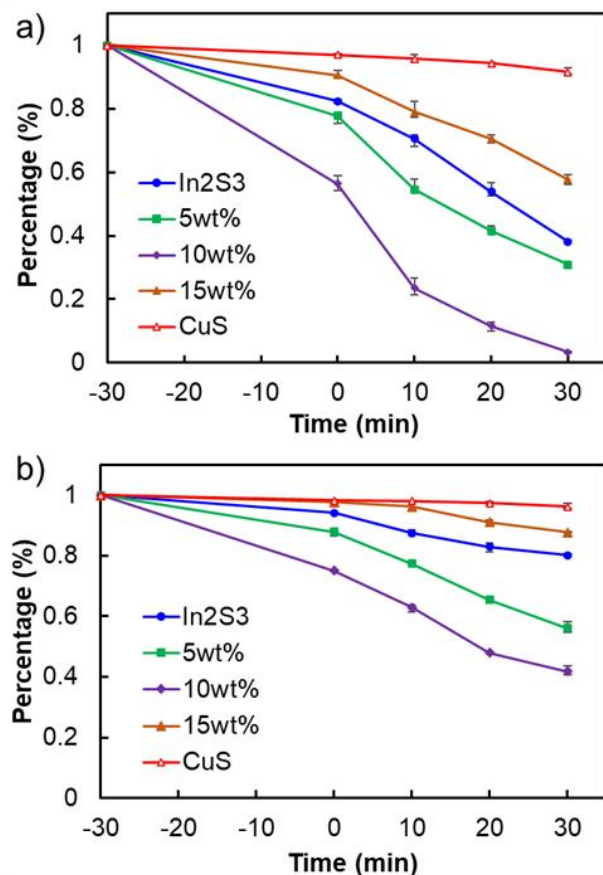 a)
1
0.8
0.6
0.4
0.2
0
Percentage (%)
In2S3
5wt%
10wt%
15wt%
CuS
-30 -20 -10 0 10 20 30
Time (min)
b)
1
0.8
0.6
0.4
0.2
0
Percentage (%)
In2S3
5wt%
10wt%
15wt%
CuS
-30 -20 -10 0 10 20 30
Time (min)